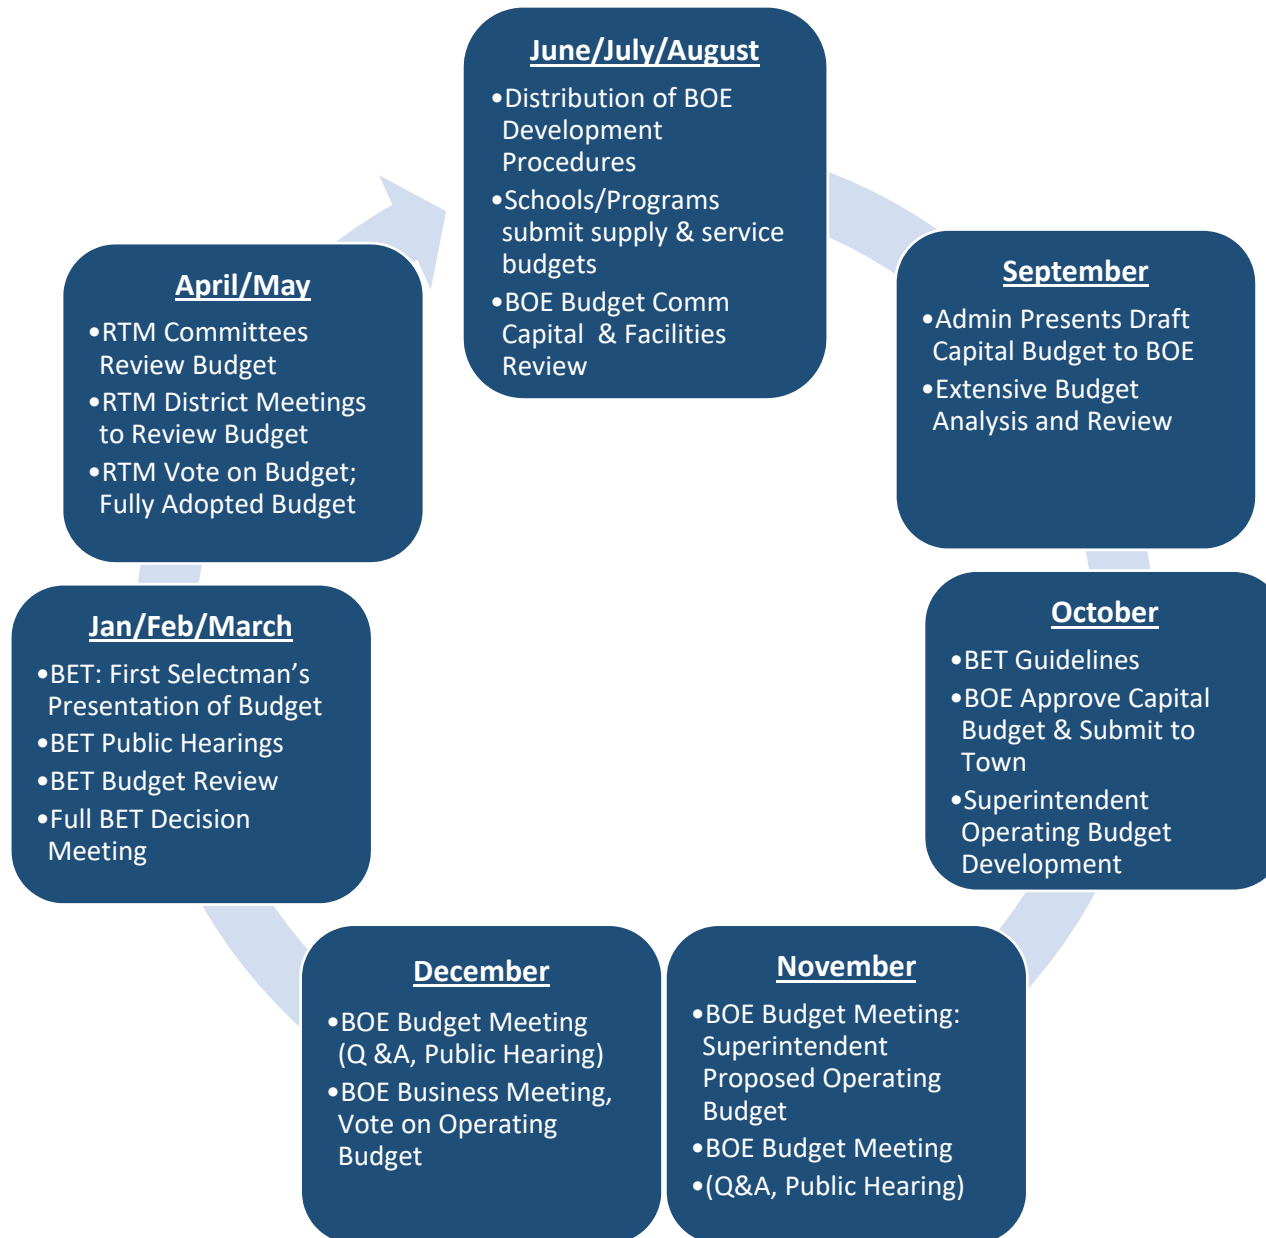 June/July/August
•Distribution of BOE
Development
Procedures
•Schools/Programs
submit supply & service
budgets
•BOE Budget Comm
Capital & Facilities
Review
September
•Admin Presents Draft
Capital Budget to BOE
•Extensive Budget
Analysis and Review
October
•BET Guidelines
•BOE Approve Capital
Budget & Submit to
Town
•Superintendent
Operating Budget
Development
November
•BOE Budget Meeting:
Superintendent
Proposed Operating
Budget
•BOE Budget Meeting
•(Q&A, Public Hearing)
December
•BOE Budget Meeting
(Q &A, Public Hearing)
•BOE Business Meeting,
Vote on Operating
Budget
Jan/Feb/March
•BET: First Selectman’s
Presentation of Budget
•BET Public Hearings
•BET Budget Review
•Full BET Decision
Meeting
April/May
•RTM Committees
Review Budget
•RTM District Meetings
to Review Budget
•RTM Vote on Budget;
Fully Adopted Budget